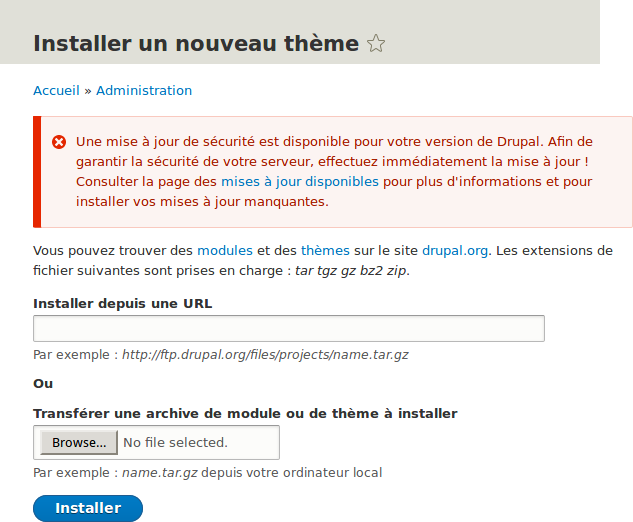 Installer un nouveau thème
Accueil » Administration
Une mise à jour de sécurité est disponible pour votre version de Drupal. Afin de
garantir la sécurité de votre serveur, effectuez immédiatement la mise à jour !
Consulter la page des mises à jour disponibles pour plus d'informations et pour
installer vos mises à jour manquantes.
Vous pouvez trouver des modules et des thèmes sur le site drupal.org. Les extensions de
fichier suivantes sont prises en charge : tar tgz gz bz2 zip.
Installer depuis une URL
Par exemple : http://ftp.drupal.org/files/projects/name.tar.gz
Ou
Transférer une archive de module ou de thème à installer
Browse... No file selected.
Par exemple : name.tar.gz depuis votre ordinateur local
Installer